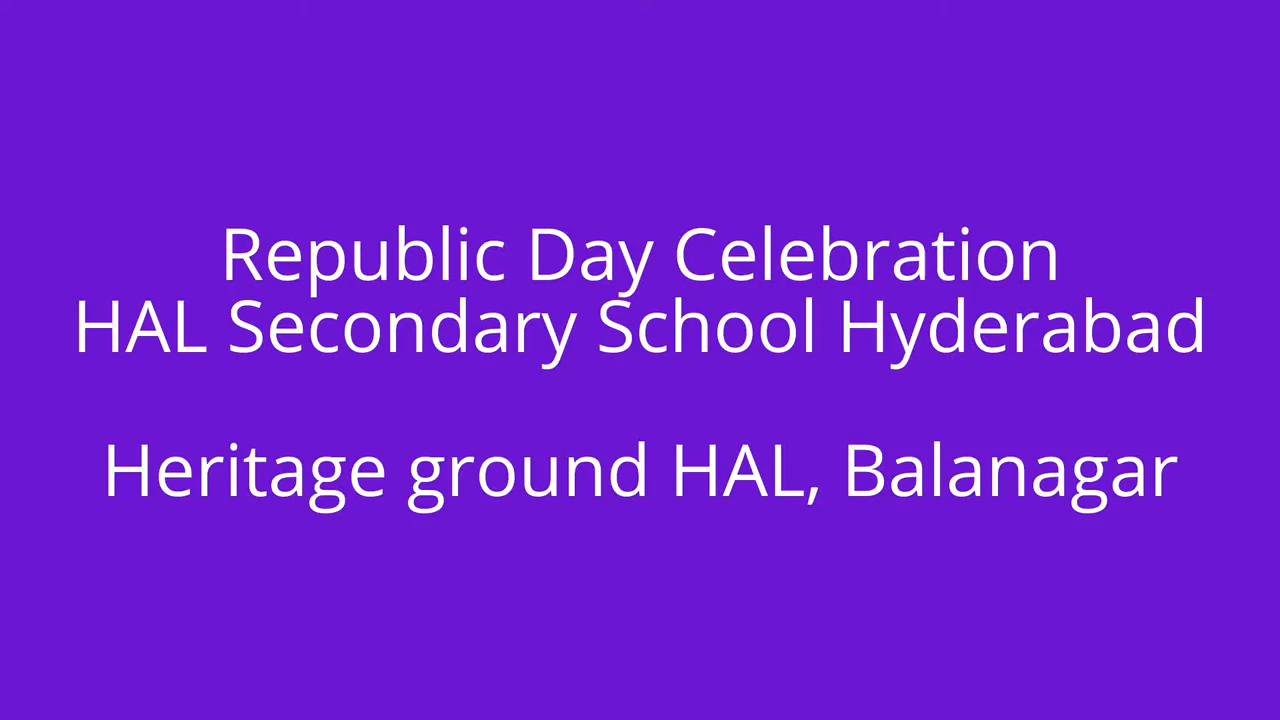 Republic Day Celebration
HAL Secondary School Hyderabad
Heritage ground HAL, Balanagar